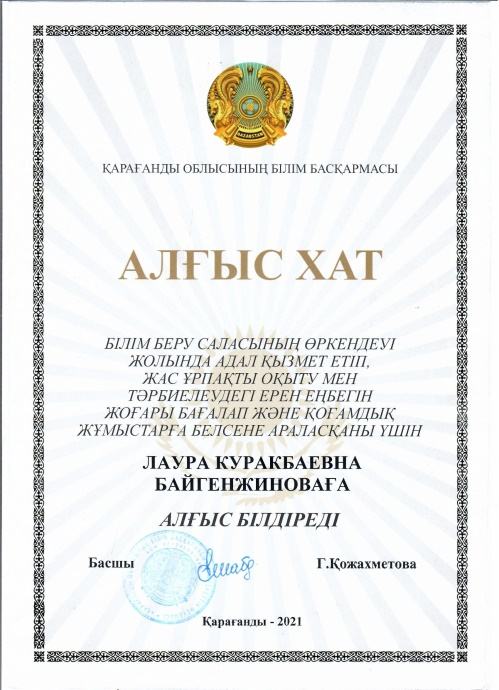 KAZAKHSTAN
ҚАРАҒАНДЫ ОБЛЫСЫНЫҢ БІЛІМ БАСҚАРМАСЫ
АЛҒЫС ХАТ
БІЛІМ БЕРУ САЛАСЫНЫҢ ӨРКЕНДЕУІ
ЖОЛЫНДА АДАЛ ҚЫЗМЕТ ЕТІП,
ЖАС ҰРПАҚТЫ ОҚЫТУ МЕН
ТӘРБИЕЛЕУДЕГІ ЕРЕН ЕҢБЕГІН
ЖОҒАРЫ БАҒАЛАП ЖӘНЕ ҚОҒАМДЫҚ
ЖҰМЫСТАРҒА БЕЛСЕНЕ АРАЛАСҚАНЫ ҮШІН
ЛАУРА КУРАКБАЕВНА
БАЙГЕНЖИНОВАҒА
АЛҒЫС БІЛДІРЕДІ
Басшы Г.Қожахметова
Қарағанды - 2021